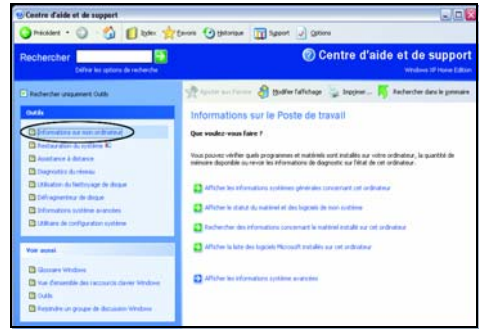 Centre d'aide et de support
Précédent
Index
Favoris
Historique
Support
Options
Rechercher
Définir les options de recherche
Centre d'aide et de support
Windows XP Home Edition
Rechercher uniquement Outils
Ajouter aux Favoris
Modifier l'affichage
Imprimer...
Rechercher dans le sommaire
Outils
Informations sur mon ordinateur
Restauration du système
Assistance à distance
Diagnostics du réseau
Utilisation du Nettoyage de disque
Défragmenteur de disque
Informations système avancées
Utilitaire de configuration système
Voir aussi
Glossaire Windows
Vue d'ensemble des raccourcis clavier Windows
Outils
Rejoindre un groupe de discussion Windows
Informations sur le Poste de travail
Que voulez-vous faire ?
Vous pouvez vérifier quels programmes et matériels sont installés sur votre ordinateur, la quantité de
mémoire disponible ou revoir les informations de diagnostic sur l'état de cet ordinateur.
Afficher les informations systèmes générales concernant cet ordinateur
Afficher le statut du matériel et des logiciels de mon système
Rechercher des informations concernant le matériel installé sur cet ordinateur
Afficher la liste des logiciels Microsoft installés sur cet ordinateur
Afficher les informations système avancées